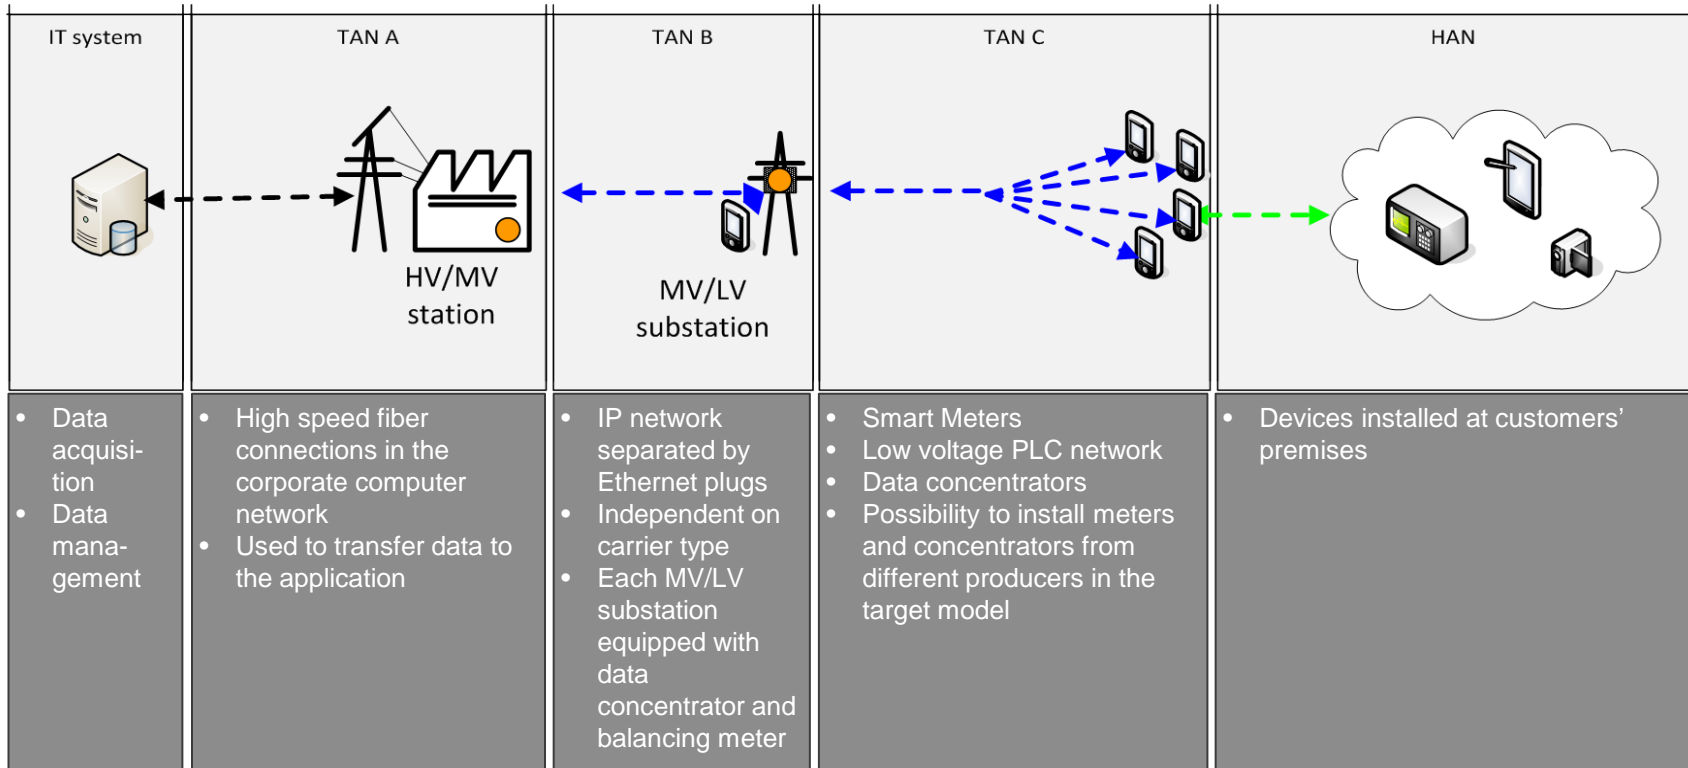 IT system
TAN A
TAN B
TAN C
HAN
HV/MV
station
MV/LV
substation
• Data
acquisi-
tion
• Data
mana-
gement
• High speed fiber
connections in the
corporate computer
network
• Used to transfer data to
the application
• IP network
separated by
Ethernet plugs
• Independent on
carrier type
• Each MV/LV
substation
equipped with
data
concentrator and
balancing meter
• Smart Meters
• Low voltage PLC network
• Data concentrators
• Possibility to install meters
and concentrators from
different producers in the
target model
• Devices installed at customers’
premises